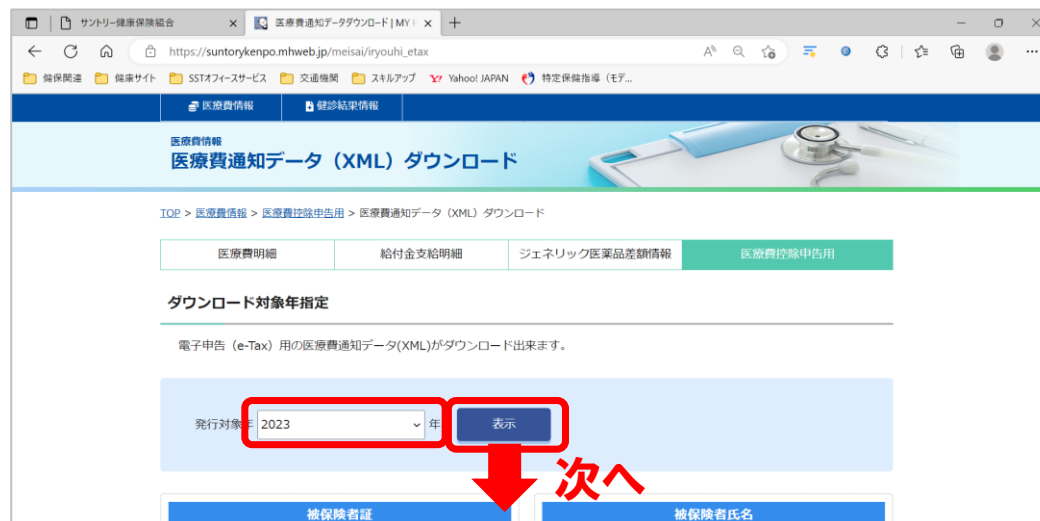 サントリー健康保険組合
医療費通知データダウンロード | MY H
https://suntorykenpo.mhweb.jp/meisai/iryouhi_etax
健保関連 健康サイト SSTオフィースサービス 交通機関 スキルアップ Yahoo! JAPAN 特定保健指導（モデ...
医療費情報 健診結果情報
医療費情報
医療費通知データ（XML）ダウンロード
TOP > 医療費情報 > 医療費控除申告用 > 医療費通知データ（XML）ダウンロード
医療費明細 給付金支給明細 ジェネリック医薬品差額情報 医療費控除申告用
ダウンロード対象年指定
電子申告（e-Tax）用の医療費通知データ(XML)がダウンロード出来ます。
発行対象年 2023 年 表示
次へ
被保険者証 被保険者氏名